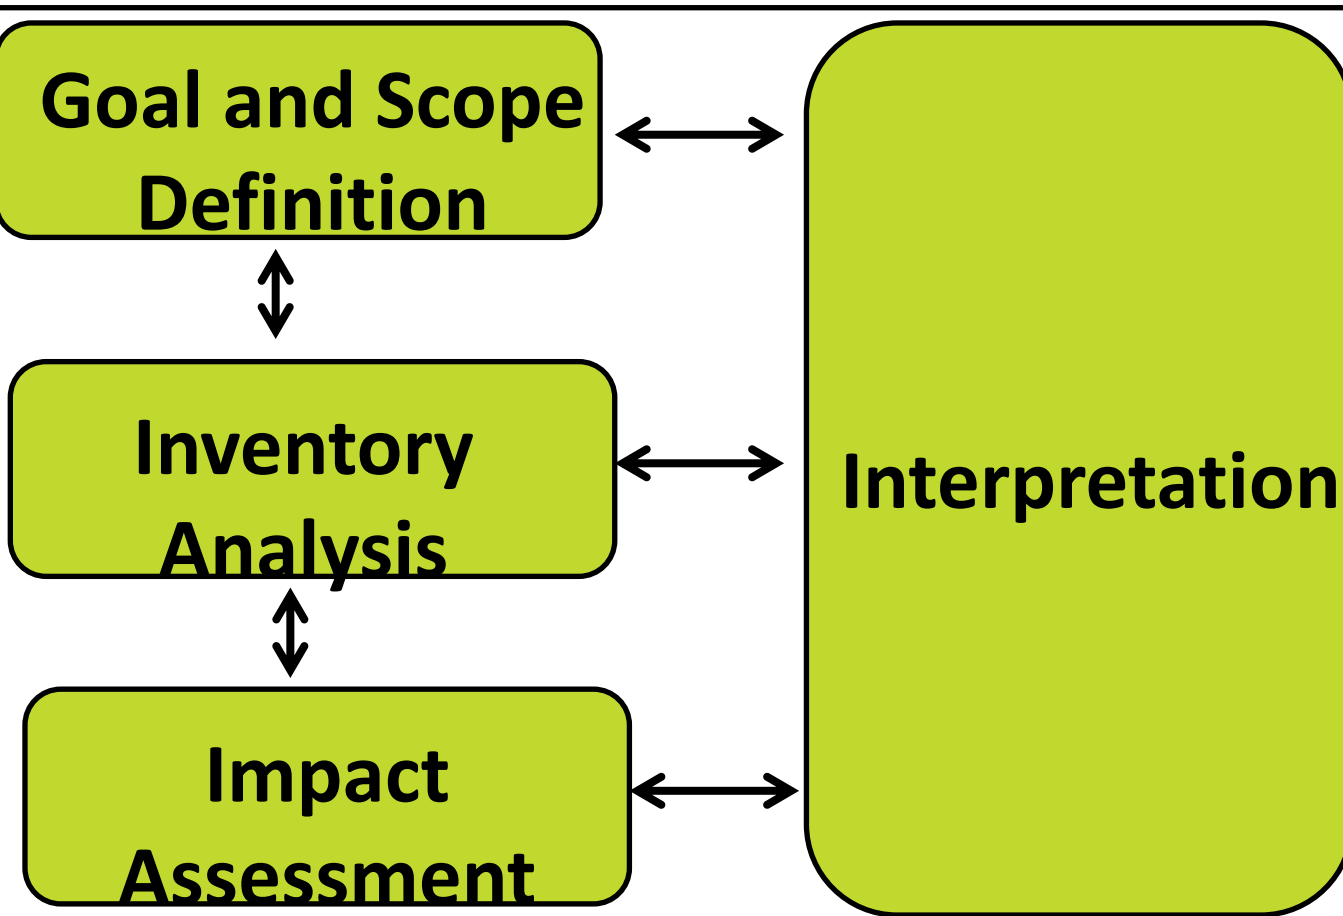 Goal and Scope
Definition
Inventory
Analysis
Impact
Assessment
Interpretation